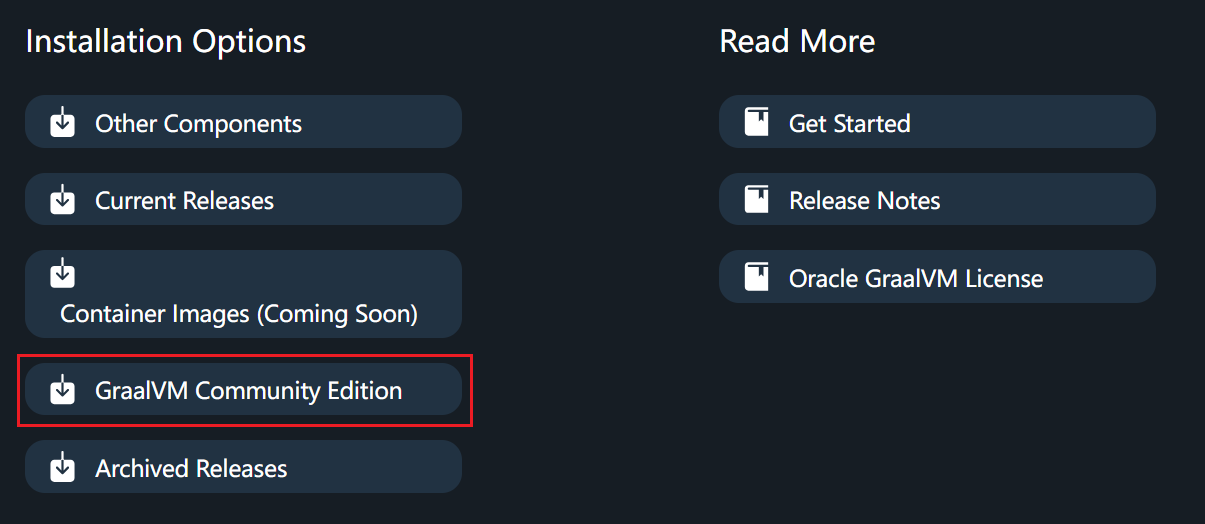 Installation Options
Other Components
Current Releases
Container Images (Coming Soon)
GraalVM Community Edition
Archived Releases
Read More
Get Started
Release Notes
Oracle GraalVM License